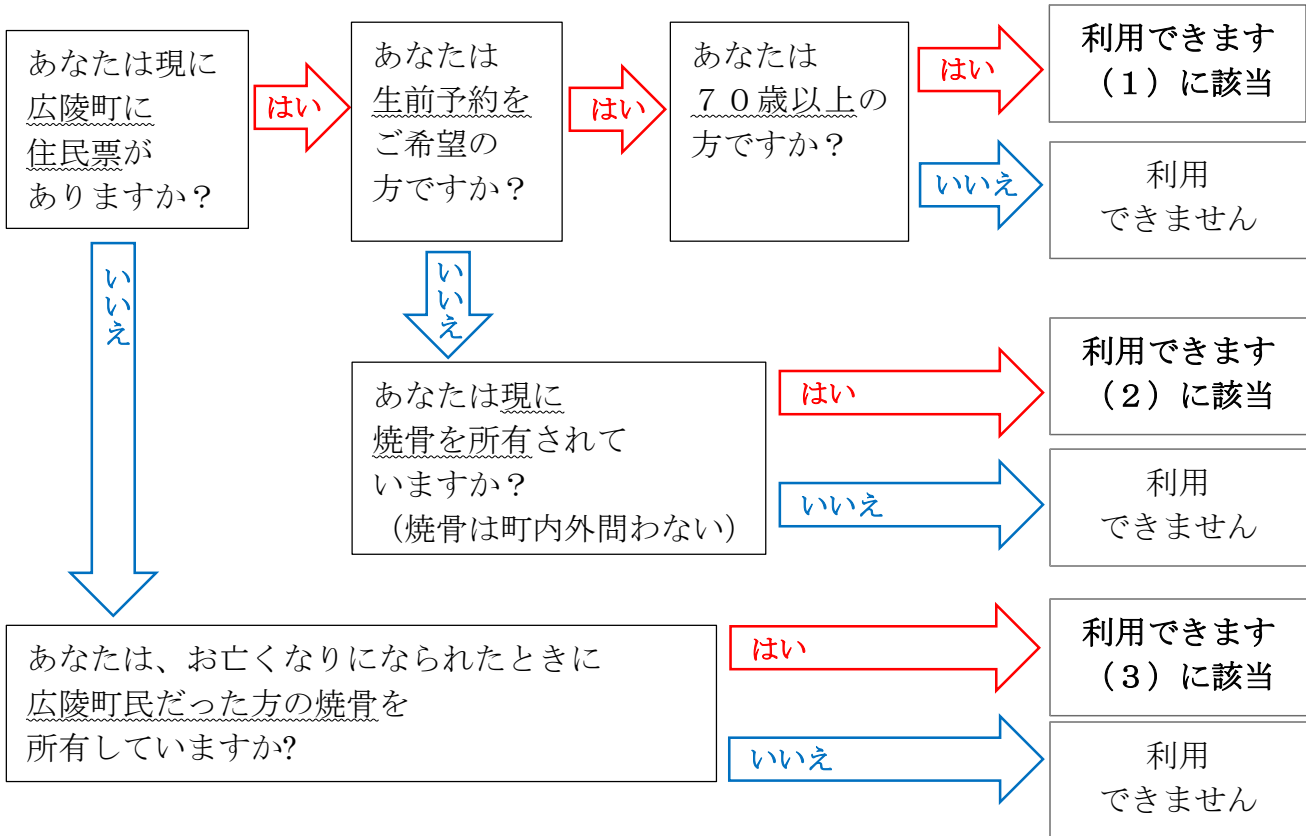 あなたは現に
広陵町に
住民票が
ありますか？
はい
あなたは
生前予約を
ご希望の
方ですか？
はい
あなたは
７０歳以上の
方ですか？
はい
利用できます
（１）に該当
いいえ
利用
できません
いいえ
いいえ
あなたは現に
焼骨を所有されて
いますか？
（焼骨は町内外問わない）
はい
利用できます
（２）に該当
いいえ
利用
できません
あなたは、お亡くなりになられたときに
広陵町民だった方の焼骨を
所有していますか?
はい
利用できます
（３）に該当
いいえ
利用
できません